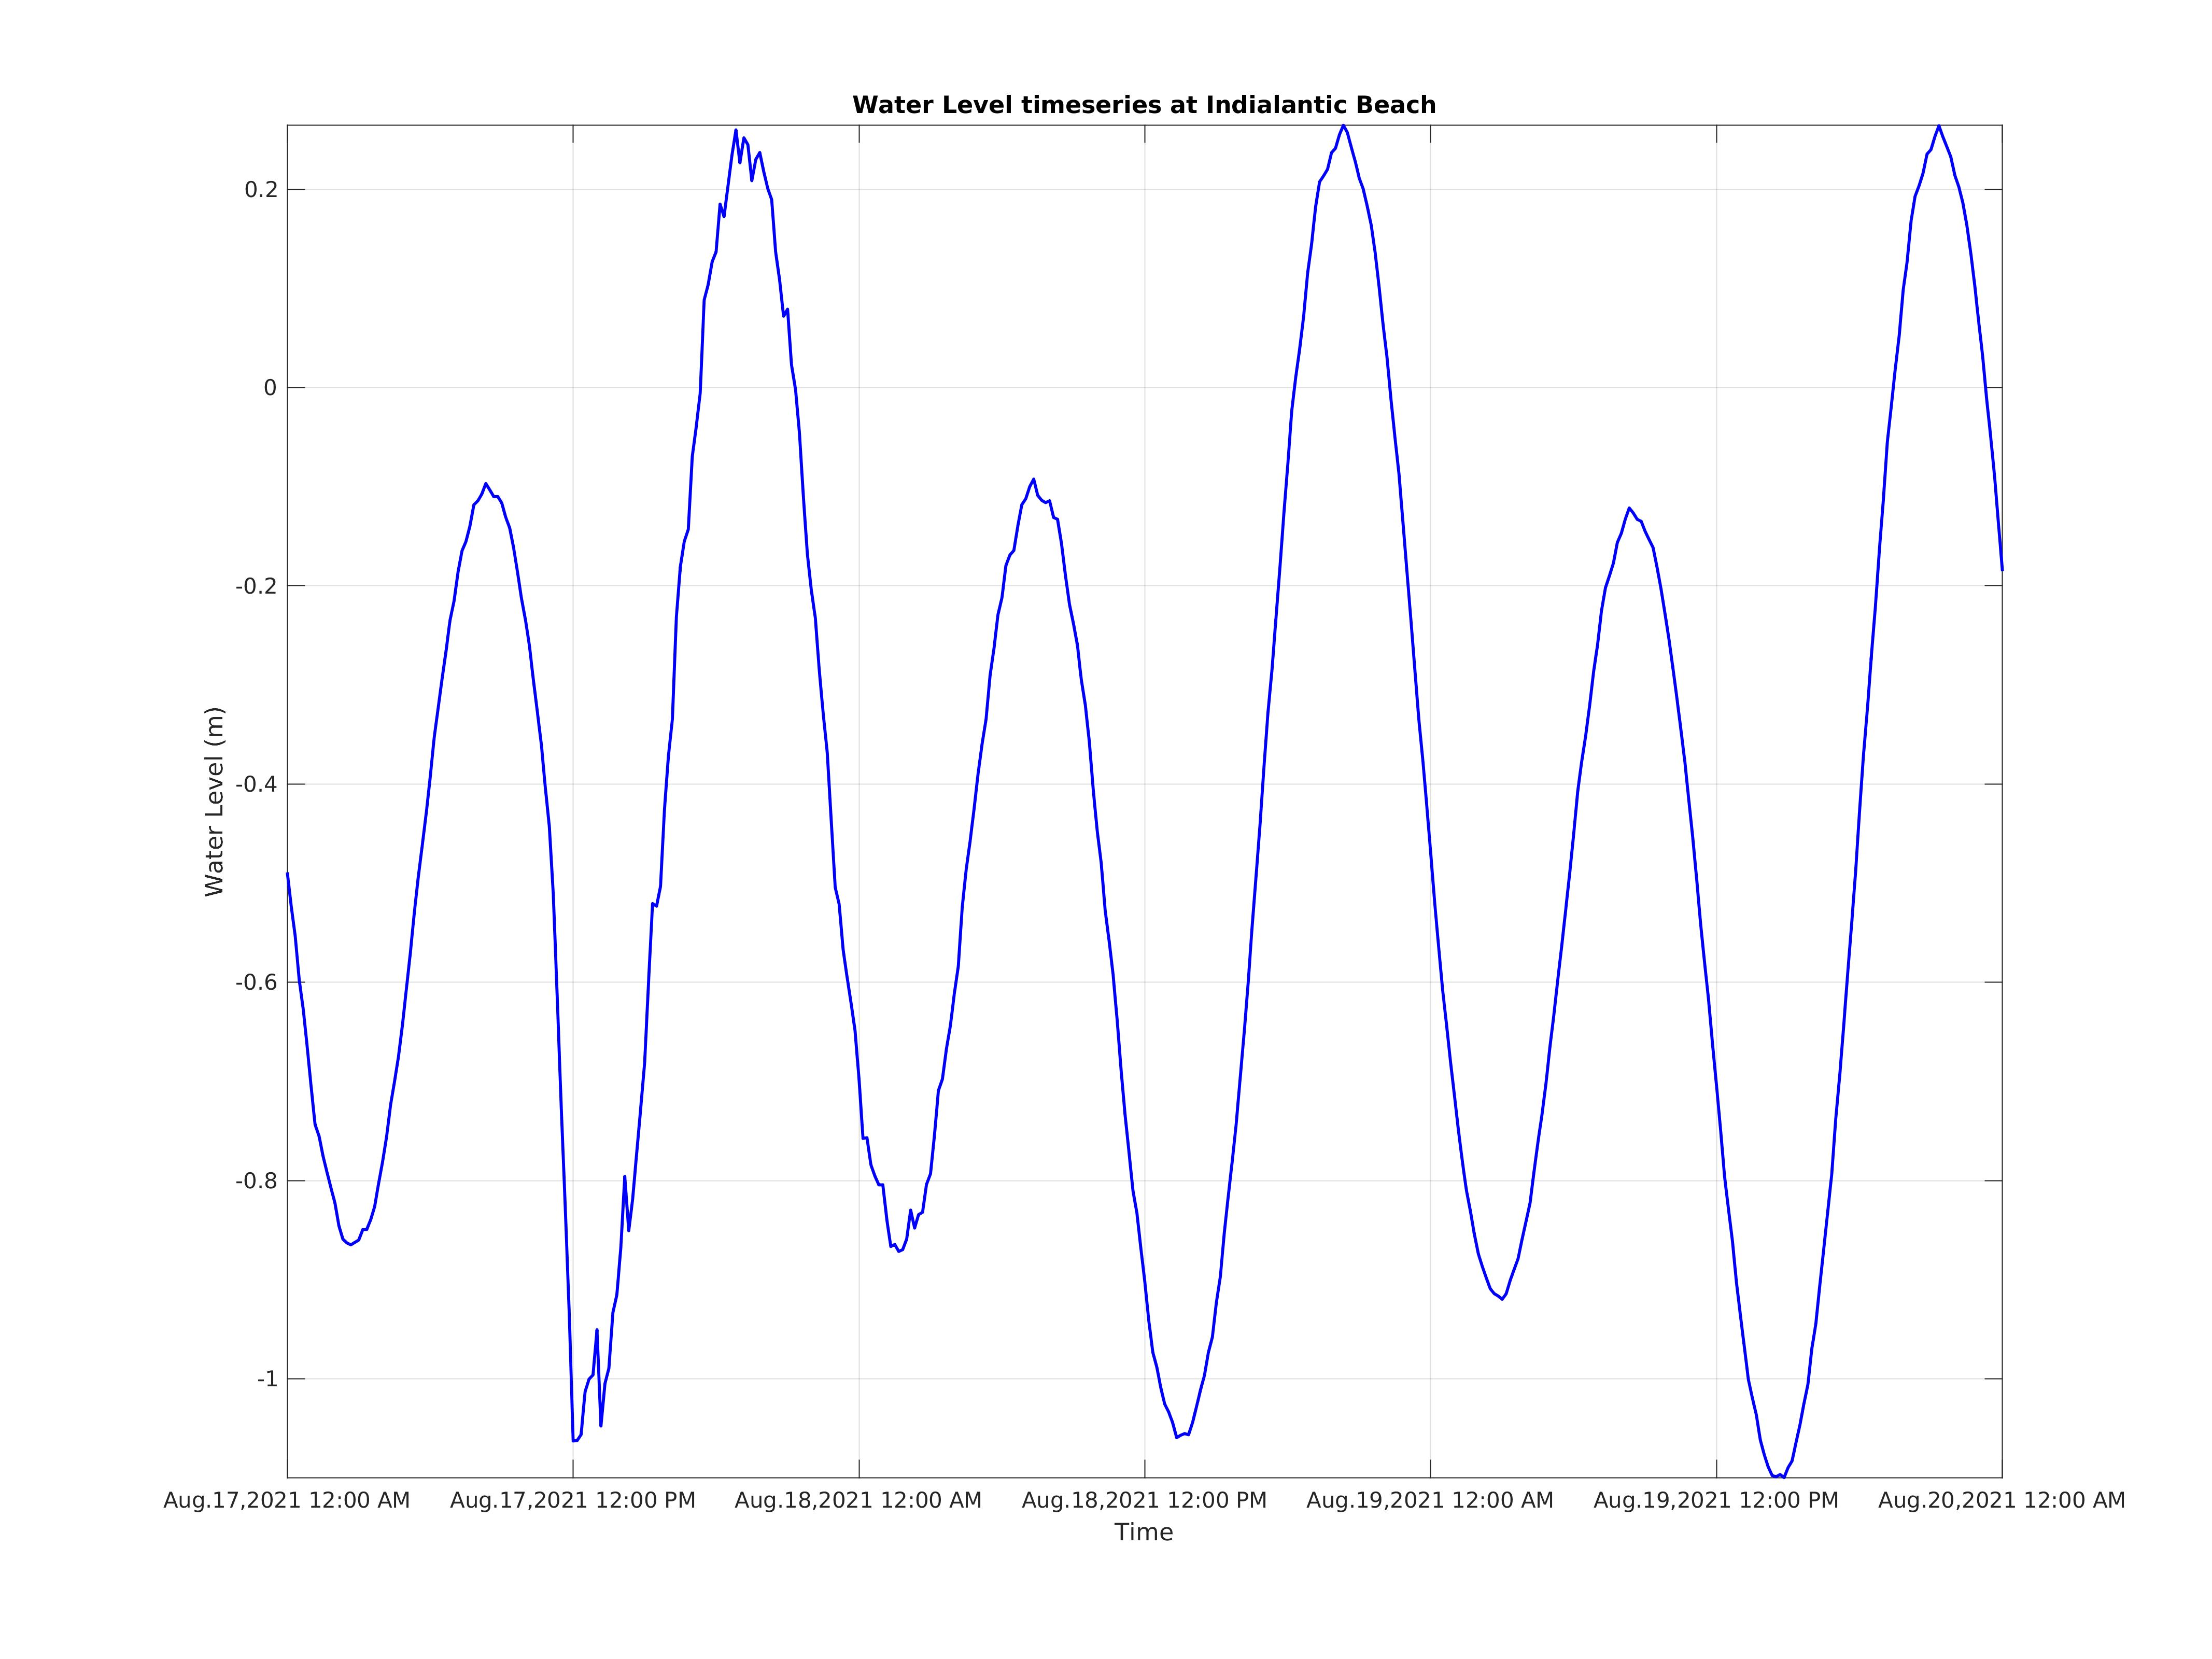 Water Level timeseries at Indialantic Beach
0.2
0
-0.2
-0.4
-0.6
-0.8
-1
Water Level (m)
Aug.17,2021 12:00 AM Aug.17,2021 12:00 PM Aug.18,2021 12:00 AM Aug.18,2021 12:00 PM Aug.19,2021 12:00 AM Aug.19,2021 12:00 PM Aug.20,2021 12:00 AM
Time